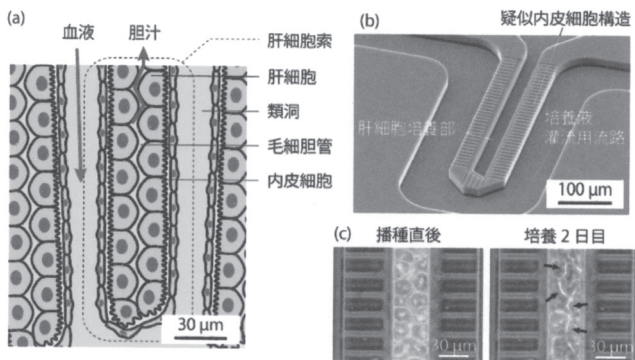 (a)
血液
胆汁
肝細胞索
肝細胞
類洞
毛細胆管
内皮細胞
30 μm
(b)
疑似内皮細胞構造
肝細胞培養部
培養液
灌流用流路
100 μm
(c)
播種直後
培養 2 日目
30 μm
30 μm